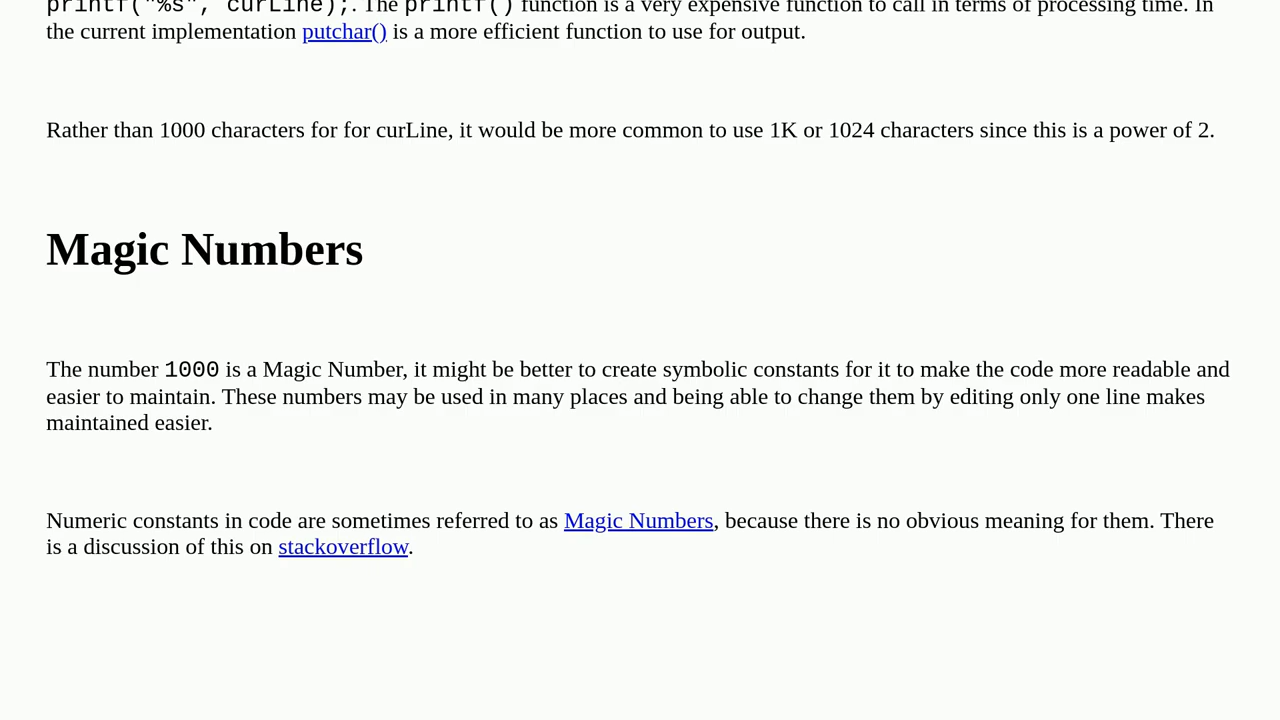 printf("%s", curLine);. The printf() function is a very expensive function to call in terms of processing time. In
the current implementation putchar() is a more efficient function to use for output.
Rather than 1000 characters for for curLine, it would be more common to use 1K or 1024 characters since this is a power of 2.
Magic Numbers
The number 1000 is a Magic Number, it might be better to create symbolic constants for it to make the code more readable and
easier to maintain. These numbers may be used in many places and being able to change them by editing only one line makes
maintained easier.
Numeric constants in code are sometimes referred to as Magic Numbers, because there is no obvious meaning for them. There
is a discussion of this on stackoverflow.